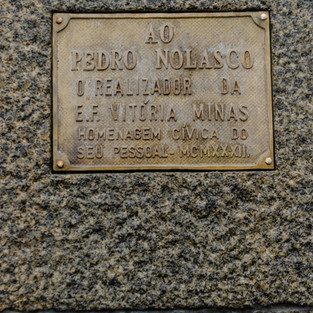 AO
PEDRO NOLASCO
O REALIZADOR DA
E.F. VITÓRIA MINAS
HOMENAGEM CÍVICA DO
SEU PESSOAL-MCMXXXII